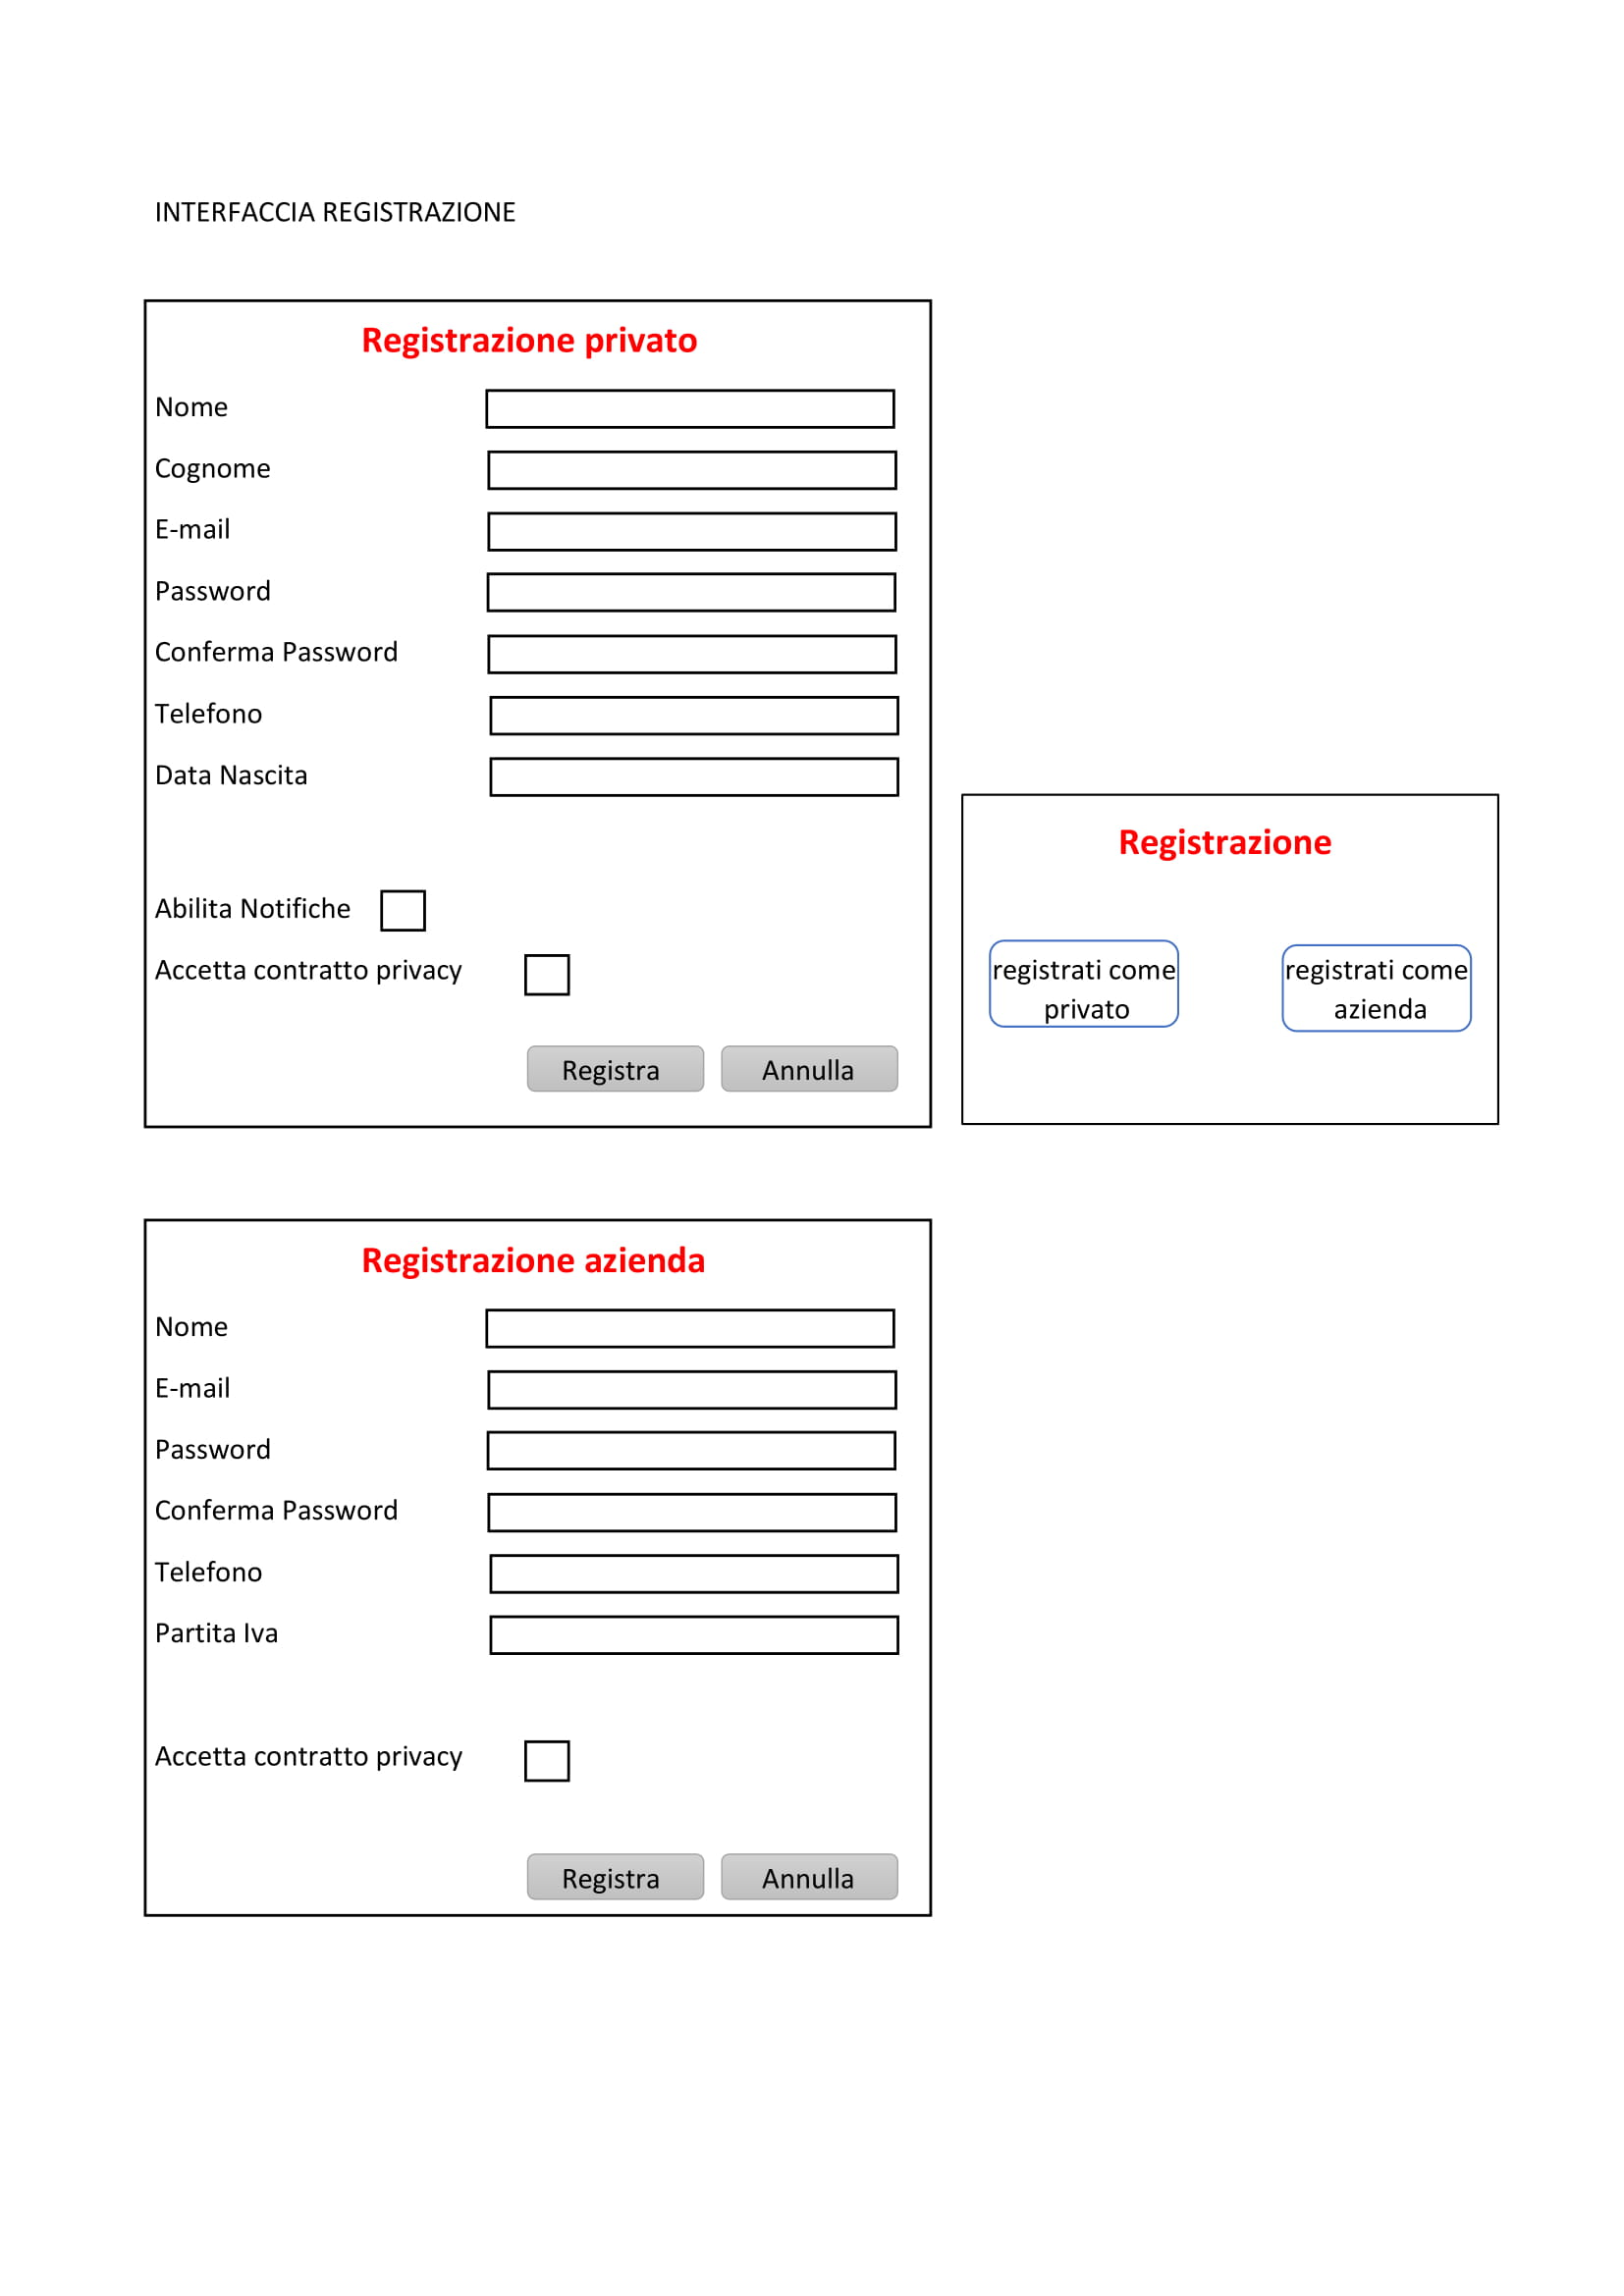 INTERFACCIA REGISTRAZIONE
Registrazione privato
Nome
Cognome
E-mail
Password
Conferma Password
Telefono
Data Nascita
Abilita Notifiche
Accetta contratto privacy
Registra Annulla
Registrazione
registrati come
privato
registrati come
azienda
Registrazione azienda
Nome
E-mail
Password
Conferma Password
Telefono
Partita Iva
Accetta contratto privacy
Registra Annulla